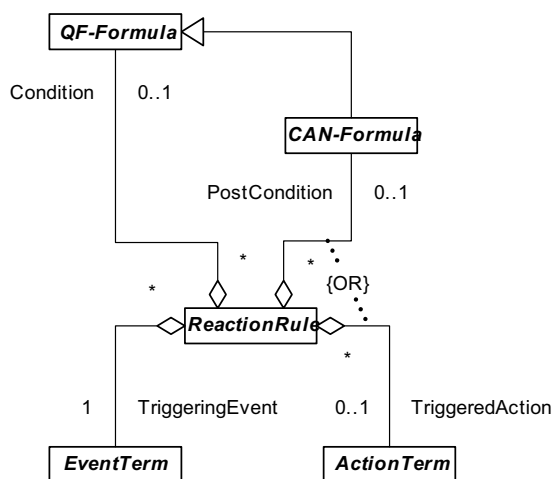 QF-Formula
Condition 0..1
CAN-Formula
PostCondition 0..1
* *
* {OR}
ReactionRule
*
1 TriggeringEvent 0..1 TriggeredAction
EventTerm ActionTerm